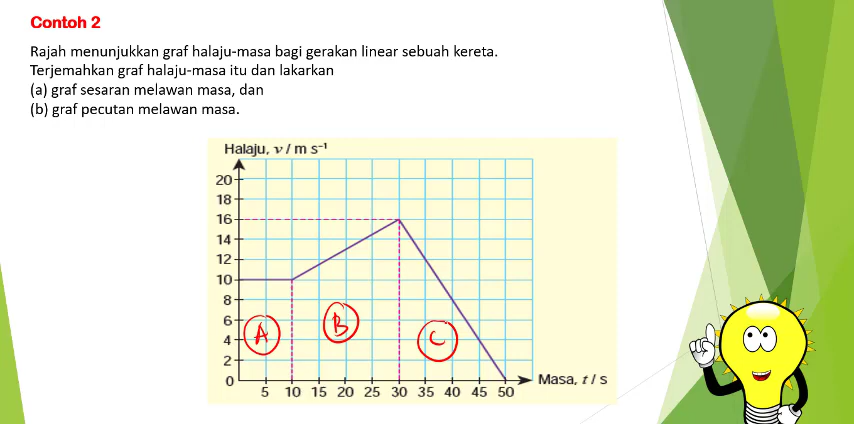 Contoh 2
Rajah menunjukkan graf halaju-masa bagi gerakan linear sebuah kereta.
Terjemahkan graf halaju-masa itu dan lakarkan
(a) graf sesaran melawan masa, dan
(b) graf pecutan melawan masa.
Halaju, v / m s⁻¹
20
18
16
14
12
10
8
6
4
2
0
A
B
C
5 10 15 20 25 30 35 40 45 50
Masa, t / s